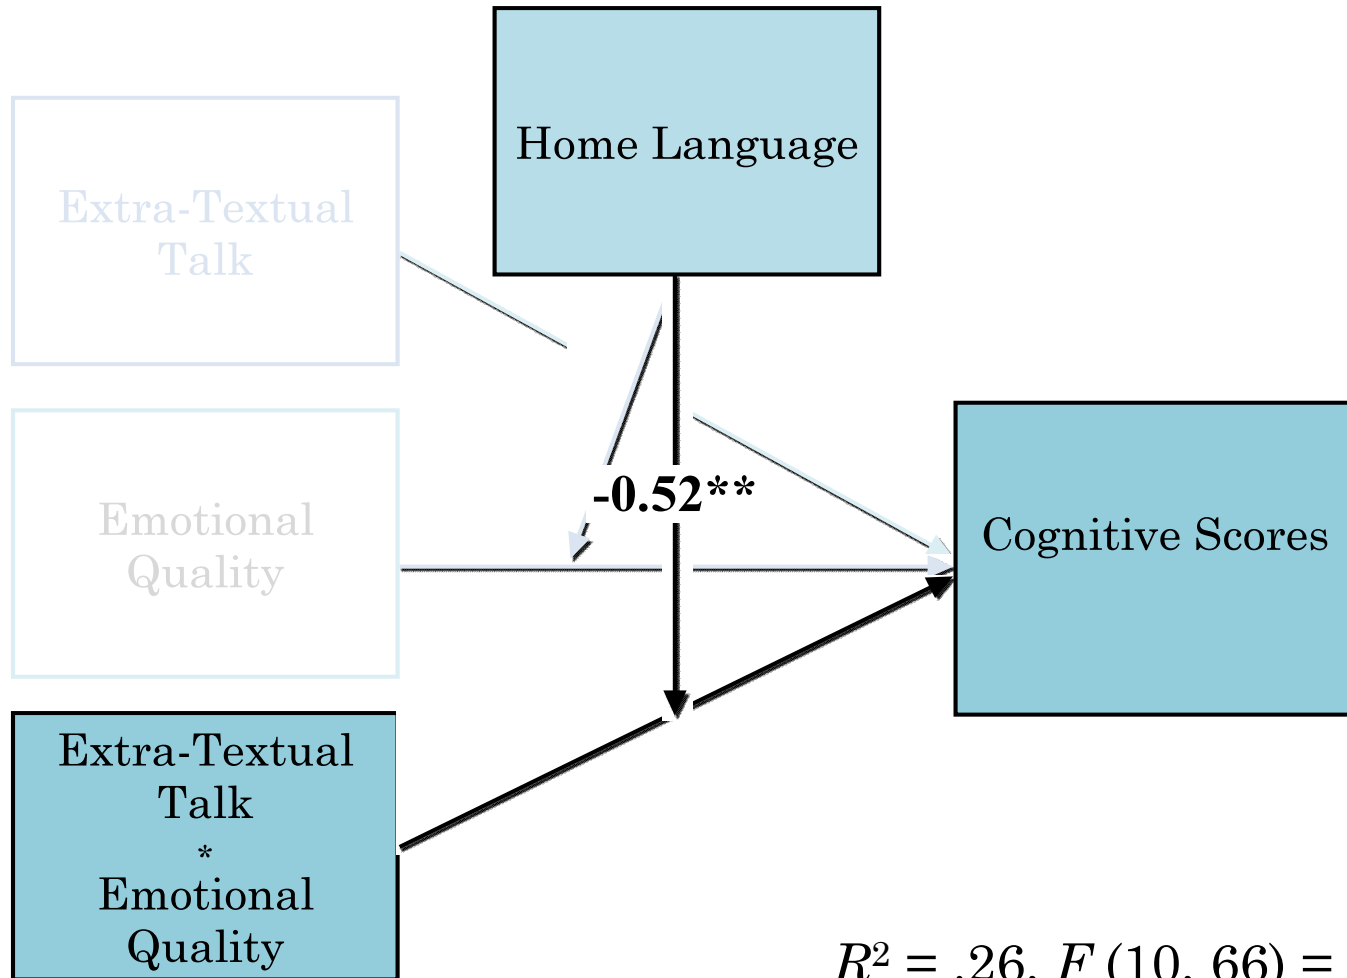 Home Language
Extra-Textual
Talk
Emotional
Quality
-0.52**
Cognitive Scores
Extra-Textual
Talk
*
Emotional
Quality
R² = .26, F (10, 66) =